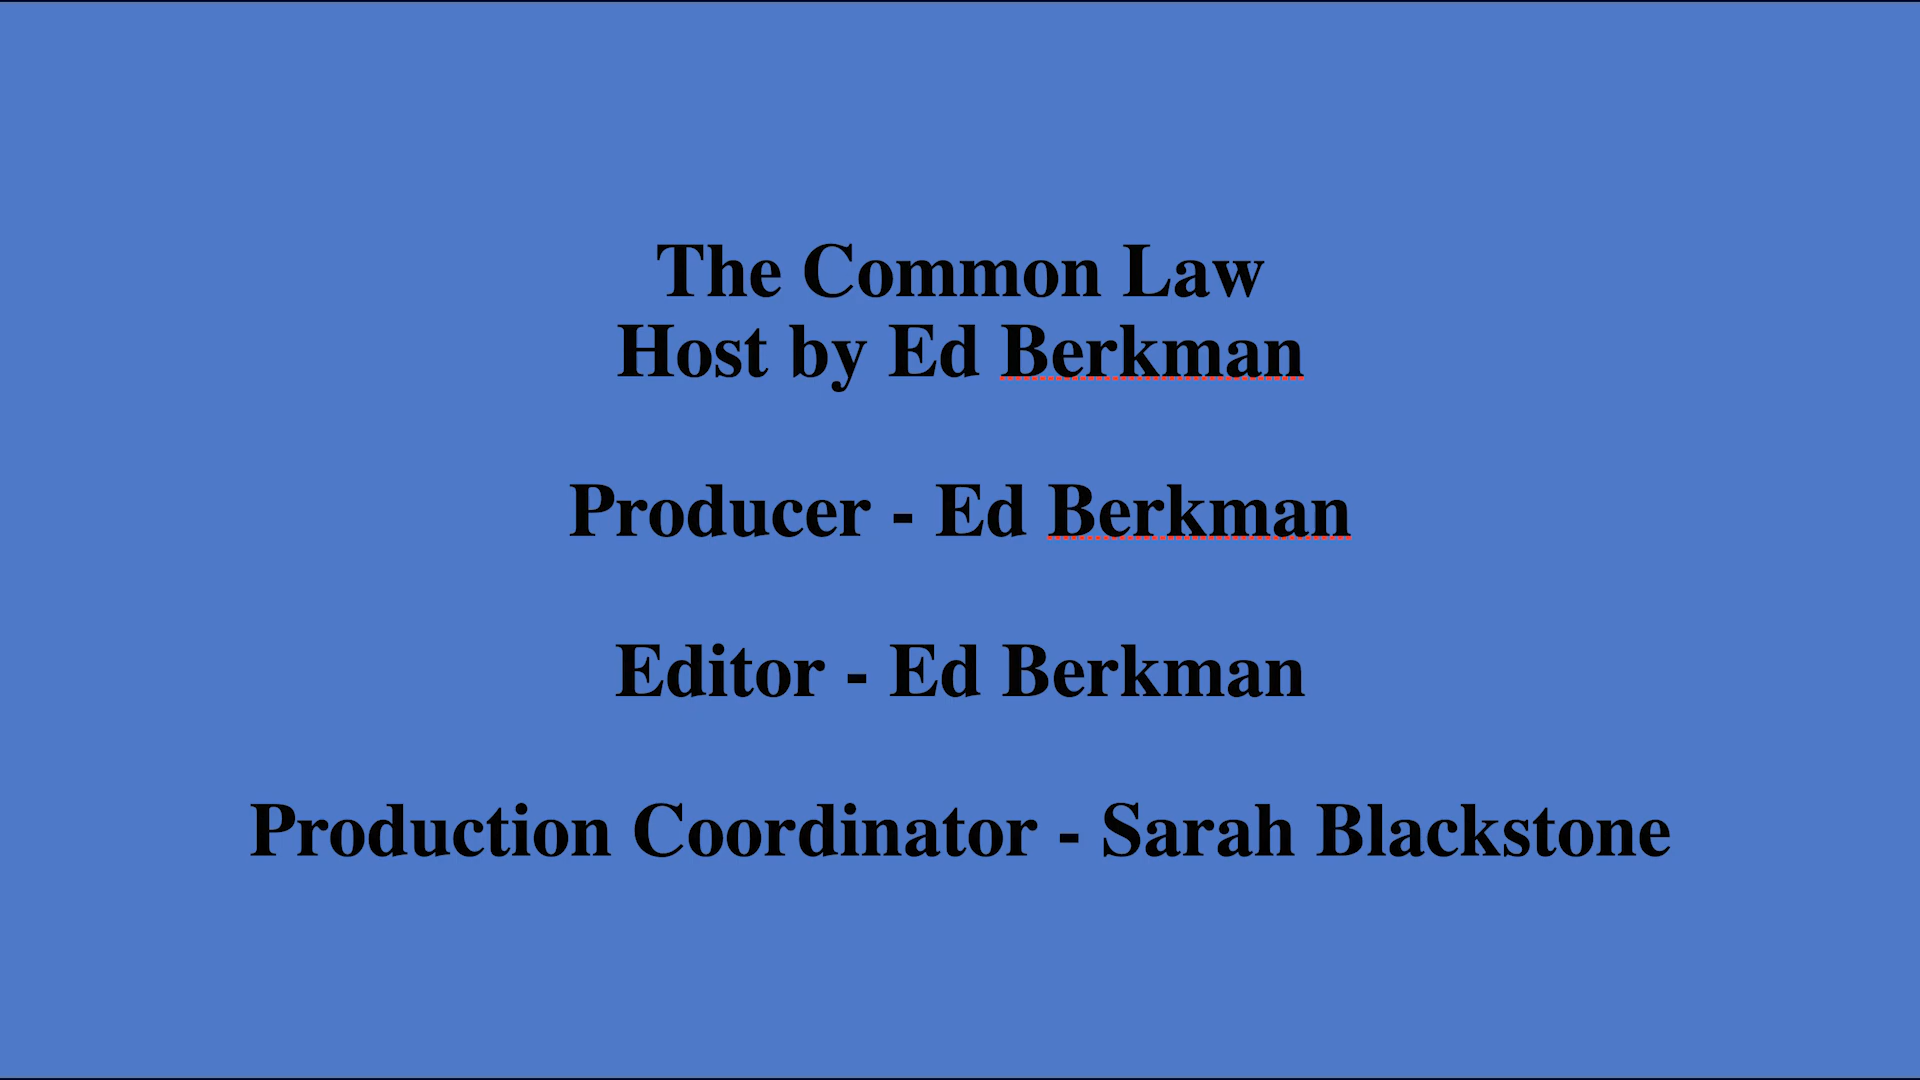 The Common Law
Host by Ed Berkman
Producer - Ed Berkman
Editor - Ed Berkman
Production Coordinator - Sarah Blackstone